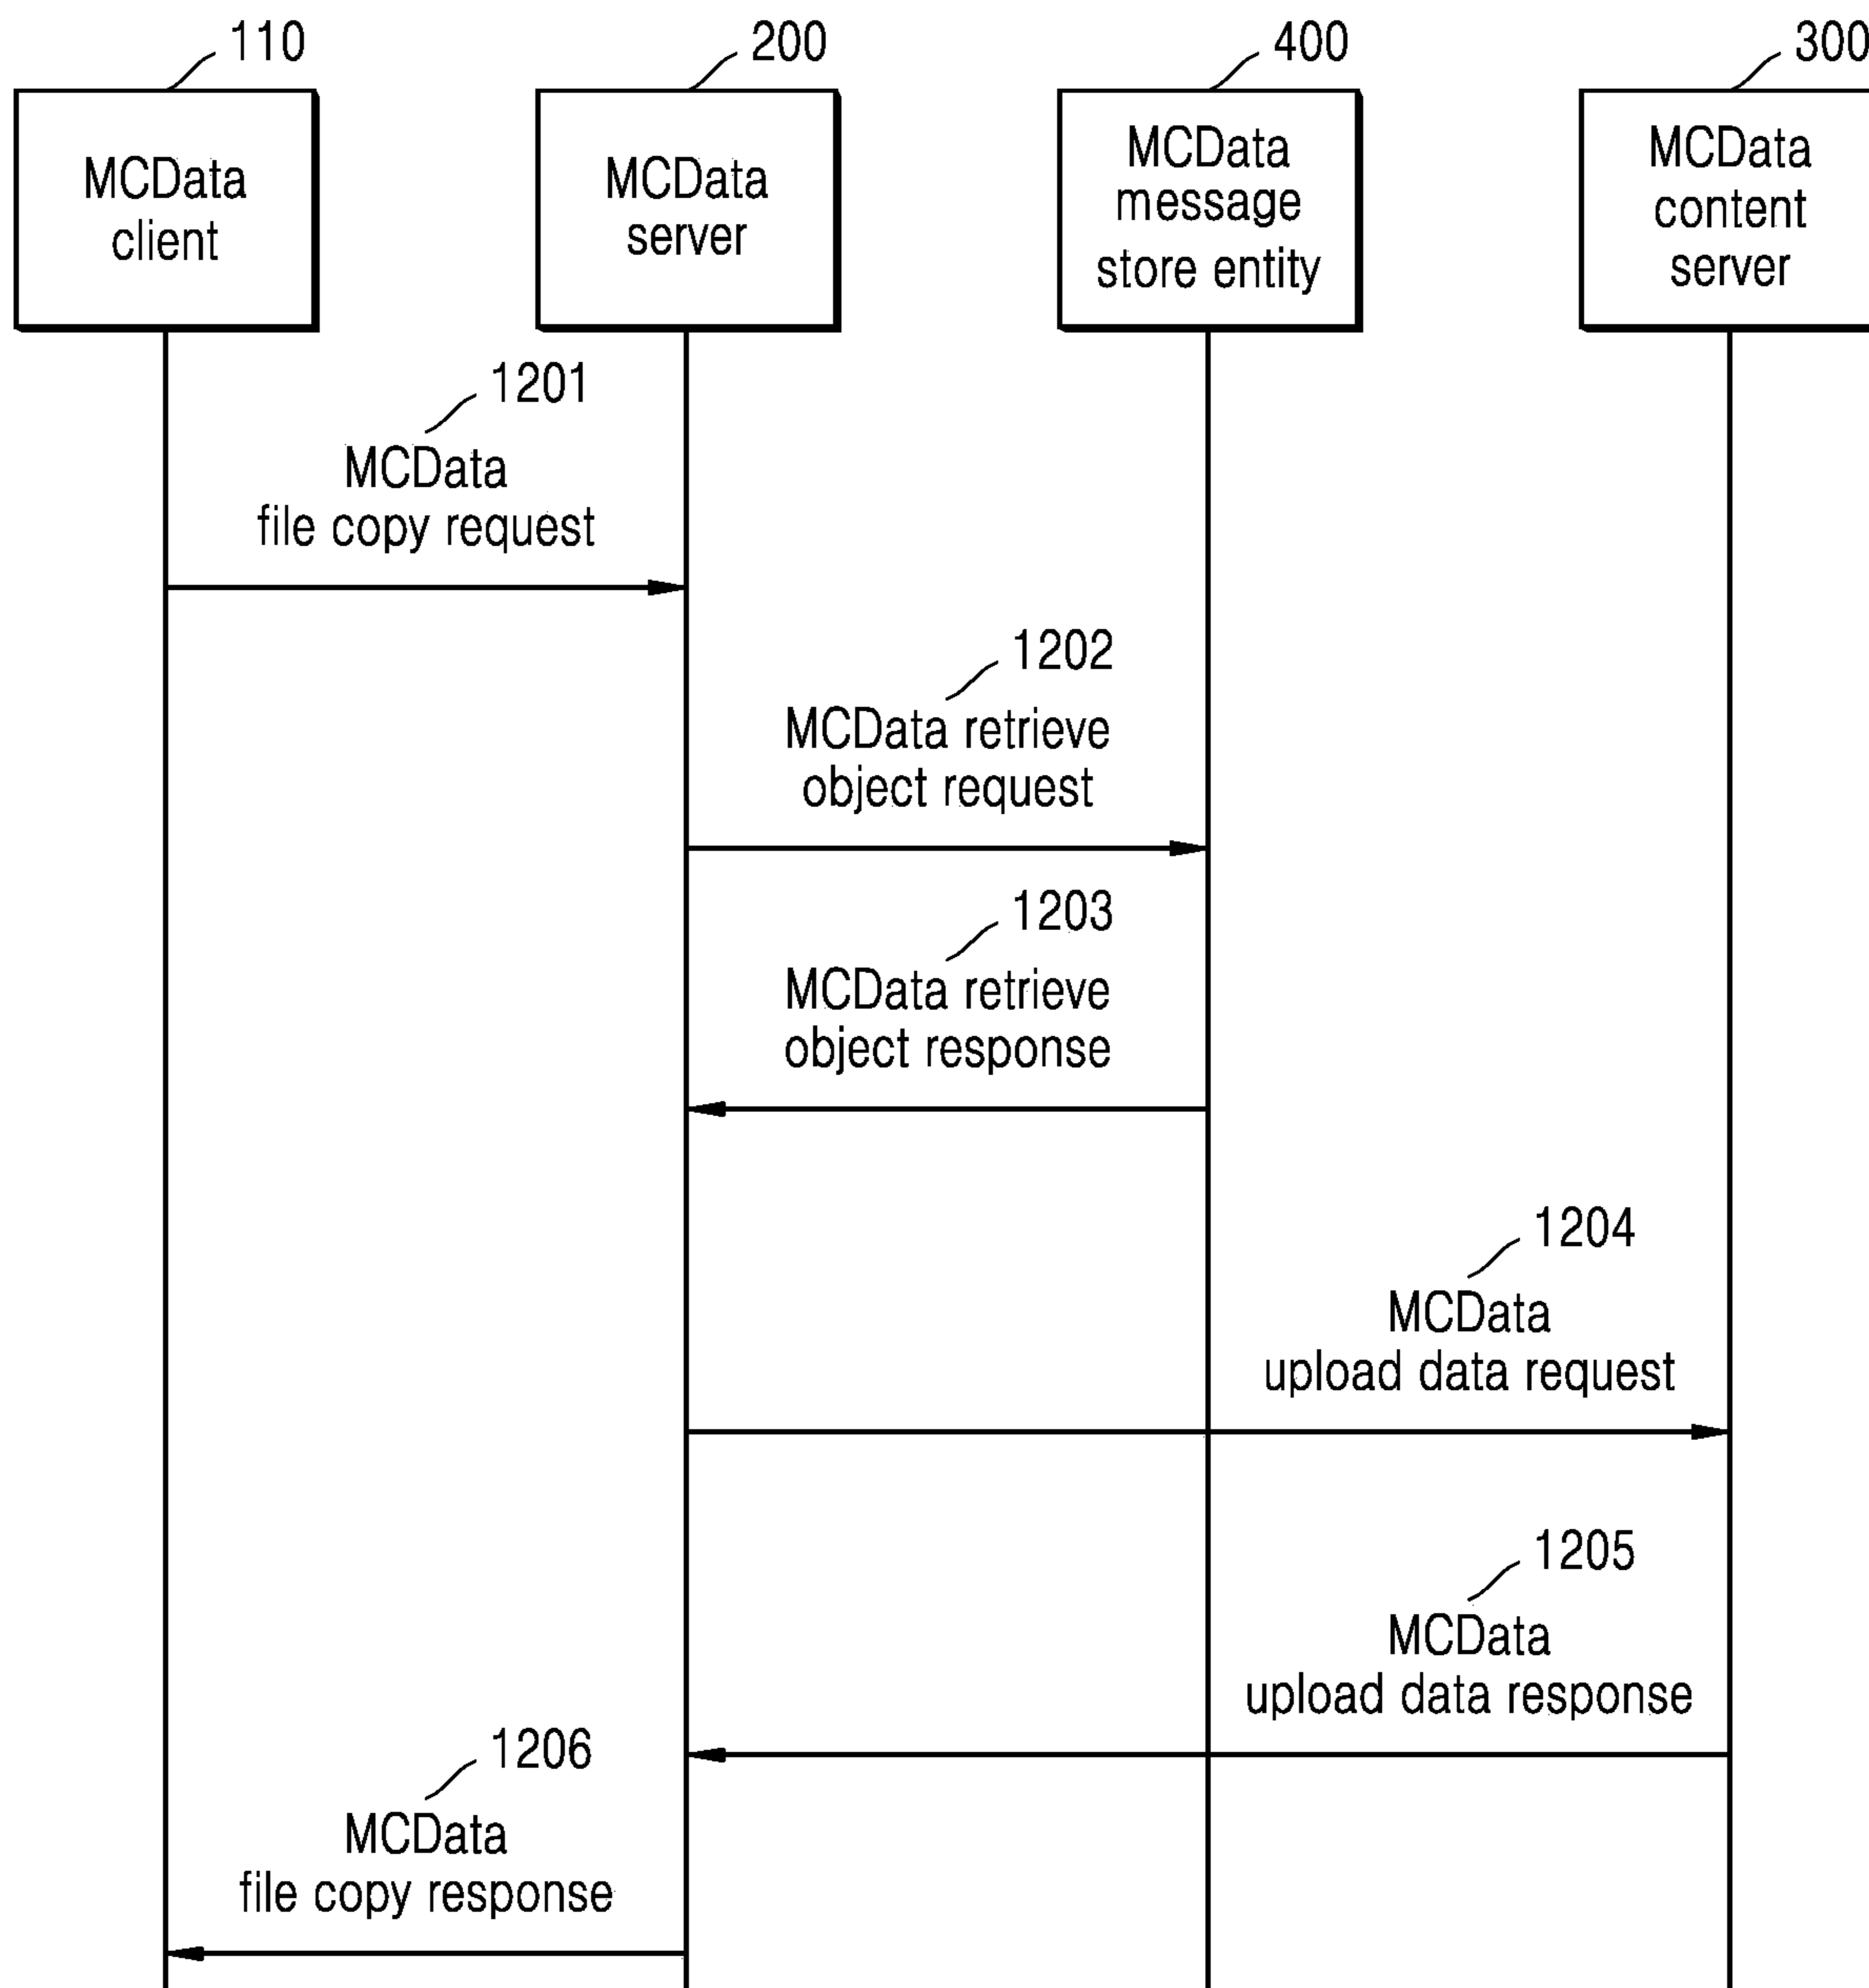 110
200
400
300
MCData
client
MCData
server
MCData
message
store entity
MCData
content
server
1201
MCData
file copy request
1202
MCData retrieve
object request
1203
MCData retrieve
object response
1204
MCData
upload data request
1205
MCData
upload data response
1206
MCData
file copy response